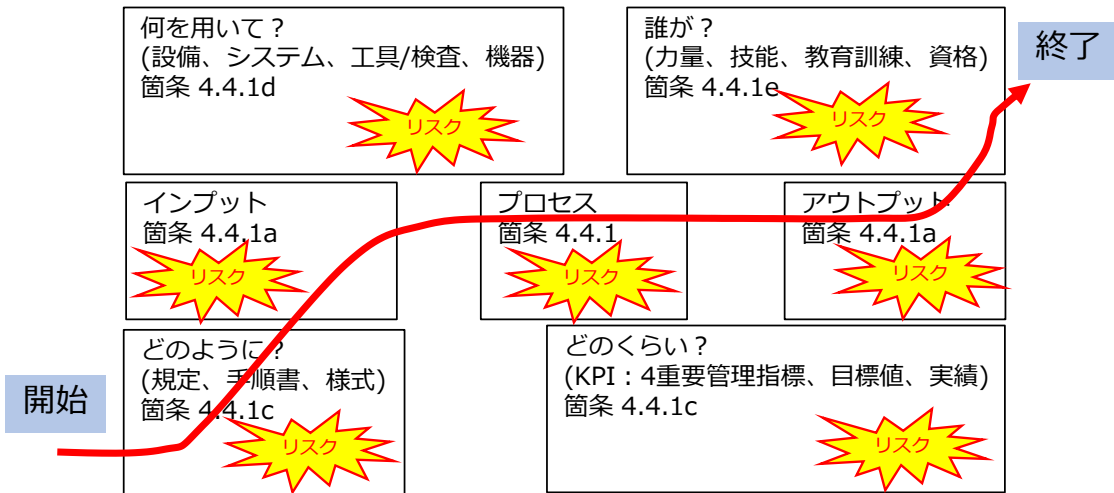 何を用いて？
(設備、システム、工具/検査、機器)
箇条 4.4.1d
リスク
誰が？
(力量、技能、教育訓練、資格)
箇条 4.4.1e
リスク
終了
インプット
箇条 4.4.1a
リスク
プロセス
箇条 4.4.1
リスク
アウトプット
箇条 4.4.1a
リスク
どのように？
(規定、手順書、様式)
箇条 4.4.1c
リスク
どのくらい？
(KPI：4重要管理指標、目標値、実績)
箇条 4.4.1c
リスク
開始